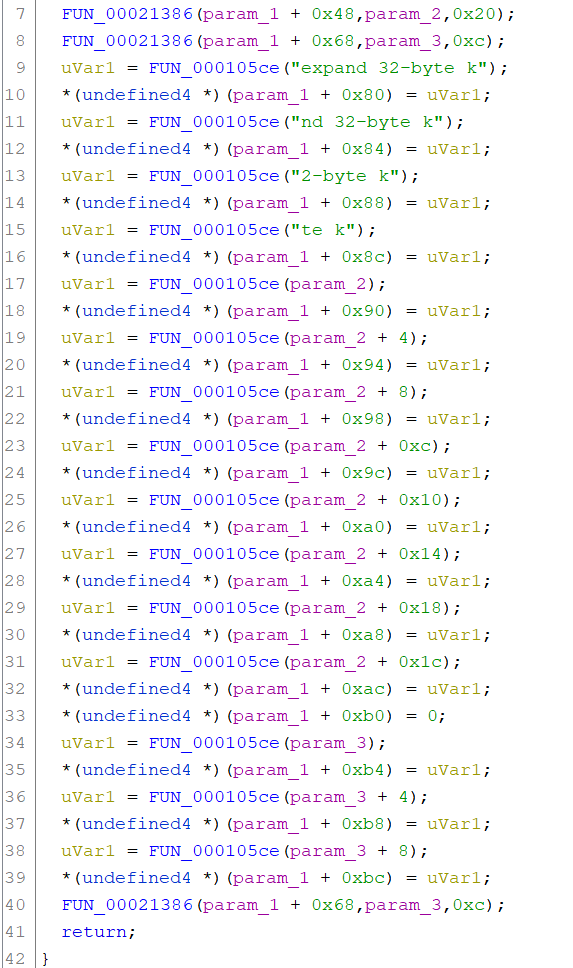 7 FUN_00021386(param_1 + 0x48,param_2,0x20);
8 FUN_00021386(param_1 + 0x68,param_3,0xc);
9 uVar1 = FUN_000105ce("expand 32-byte k");
10 *(undefined4 *)(param_1 + 0x80) = uVar1;
11 uVar1 = FUN_000105ce("nd 32-byte k");
12 *(undefined4 *)(param_1 + 0x84) = uVar1;
13 uVar1 = FUN_000105ce("2-byte k");
14 *(undefined4 *)(param_1 + 0x88) = uVar1;
15 uVar1 = FUN_000105ce("te k");
16 *(undefined4 *)(param_1 + 0x8c) = uVar1;
17 uVar1 = FUN_000105ce(param_2);
18 *(undefined4 *)(param_1 + 0x90) = uVar1;
19 uVar1 = FUN_000105ce(param_2 + 4);
20 *(undefined4 *)(param_1 + 0x94) = uVar1;
21 uVar1 = FUN_000105ce(param_2 + 8);
22 *(undefined4 *)(param_1 + 0x98) = uVar1;
23 uVar1 = FUN_000105ce(param_2 + 0xc);
24 *(undefined4 *)(param_1 + 0x9c) = uVar1;
25 uVar1 = FUN_000105ce(param_2 + 0x10);
26 *(undefined4 *)(param_1 + 0xa0) = uVar1;
27 uVar1 = FUN_000105ce(param_2 + 0x14);
28 *(undefined4 *)(param_1 + 0xa4) = uVar1;
29 uVar1 = FUN_000105ce(param_2 + 0x18);
30 *(undefined4 *)(param_1 + 0xa8) = uVar1;
31 uVar1 = FUN_000105ce(param_2 + 0x1c);
32 *(undefined4 *)(param_1 + 0xac) = uVar1;
33 *(undefined4 *)(param_1 + 0xb0) = 0;
34 uVar1 = FUN_000105ce(param_3);
35 *(undefined4 *)(param_1 + 0xb4) = uVar1;
36 uVar1 = FUN_000105ce(param_3 + 4);
37 *(undefined4 *)(param_1 + 0xb8) = uVar1;
38 uVar1 = FUN_000105ce(param_3 + 8);
39 *(undefined4 *)(param_1 + 0xbc) = uVar1;
40 FUN_00021386(param_1 + 0x68,param_3,0xc);
41 return;
42 }